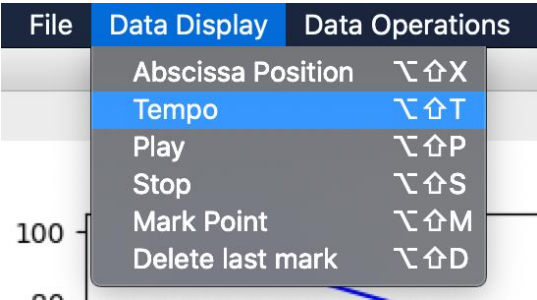 File Data Display Data Operations
Abscissa Position ⌥⇧X
Tempo ⌥⇧T
Play ⌥⇧P
Stop ⌥⇧S
Mark Point ⌥⇧M
100
Delete last mark ⌥⇧D